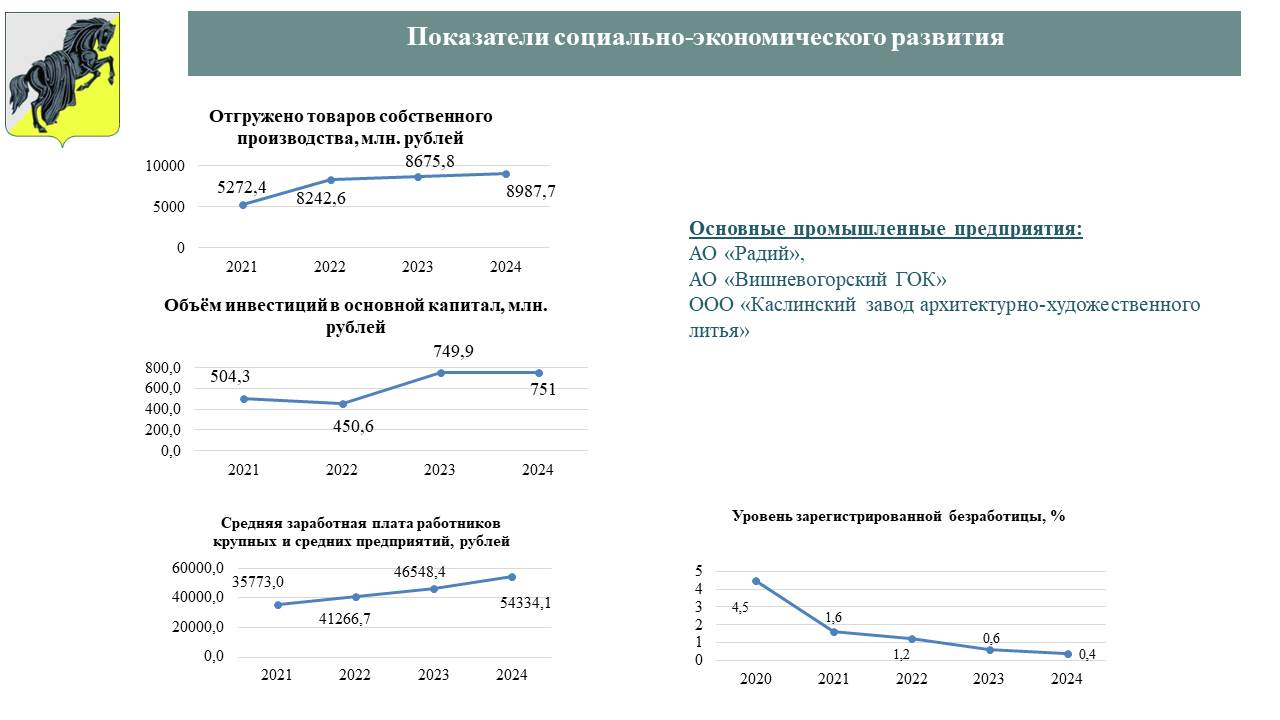 Показатели социально-экономического развития
Отгружено товаров собственного
производства, млн. рублей
10000
5000
0
5272,4
8242,6
8675,8
8987,7
2021 2022 2023 2024
Объём инвестиций в основной капитал, млн.
рублей
800,0
600,0
400,0
200,0
0,0
504,3
450,6
749,9
751
2021 2022 2023 2024
Средняя заработная плата работников
крупных и средних предприятий, рублей
60000,0
40000,0
20000,0
0,0
35773,0
41266,7
46548,4
54334,1
2021 2022 2023 2024
Основные промышленные предприятия:
АО «Радий»,
АО «Вишневогорский ГОК»
ООО «Каслинский завод архитектурно-художественного
литья»
Уровень зарегистрированной безработицы, %
5
4
3
2
1
0
4,5
1,6
1,2
0,6
0,4
2020 2021 2022 2023 2024